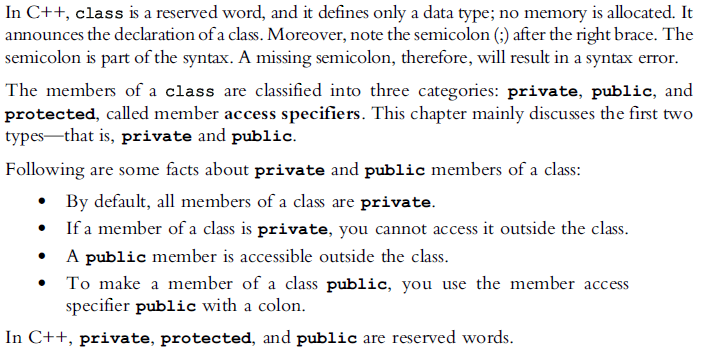 In C++, class is a reserved word, and it defines only a data type; no memory is allocated. It
announces the declaration of a class. Moreover, note the semicolon (;) after the right brace. The
semicolon is part of the syntax. A missing semicolon, therefore, will result in a syntax error.
The members of a class are classified into three categories: private, public, and
protected, called member access specifiers. This chapter mainly discusses the first two
types—that is, private and public.
Following are some facts about private and public members of a class:
• By default, all members of a class are private.
• If a member of a class is private, you cannot access it outside the class.
• A public member is accessible outside the class.
• To make a member of a class public, you use the member access
specifier public with a colon.
In C++, private, protected, and public are reserved words.